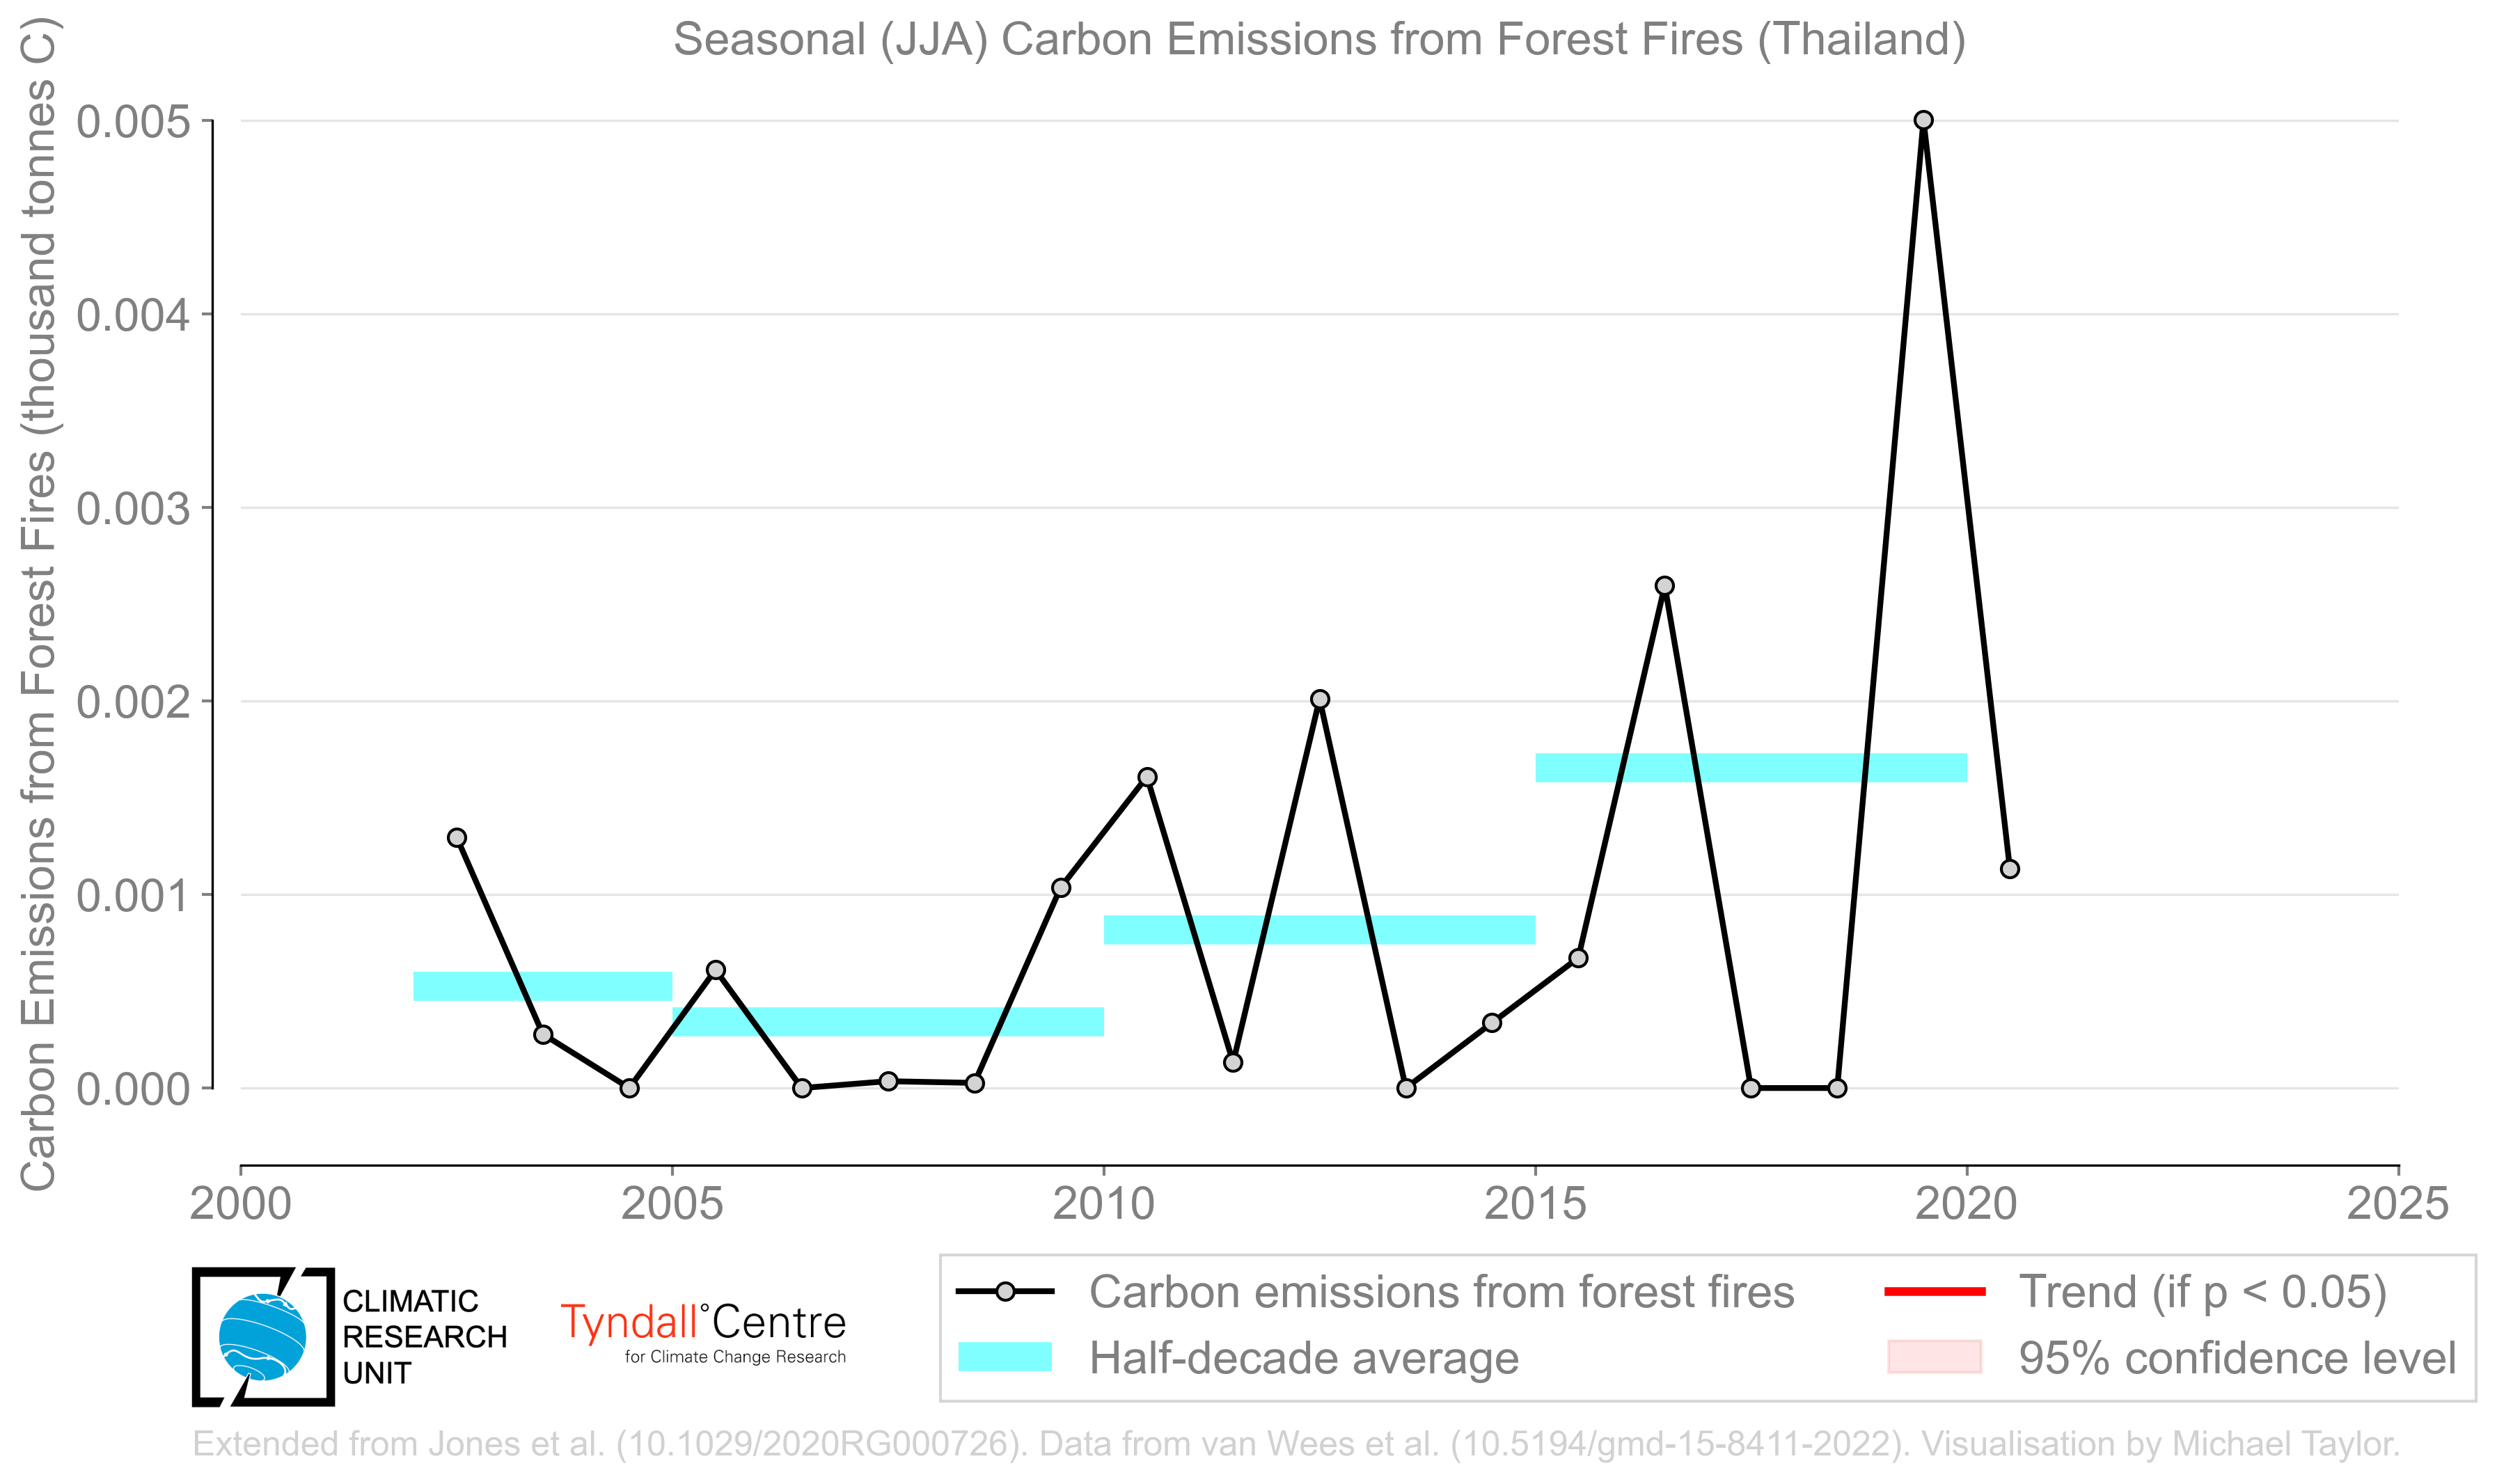 Seasonal (JJA) Carbon Emissions from Forest Fires (Thailand)
Carbon Emissions from Forest Fires (thousand tonnes C)
0.005
0.004
0.003
0.002
0.001
0.000
2000 2005 2010 2015 2020 2025
CLIMATIC
RESEARCH
UNIT
Tyndall°Centre
for Climate Change Research
Carbon emissions from forest fires
Half-decade average
Trend (if p < 0.05)
95% confidence level
Extended from Jones et al. (10.1029/2020RG000726). Data from van Wees et al. (10.5194/gmd-15-8411-2022). Visualisation by Michael Taylor.